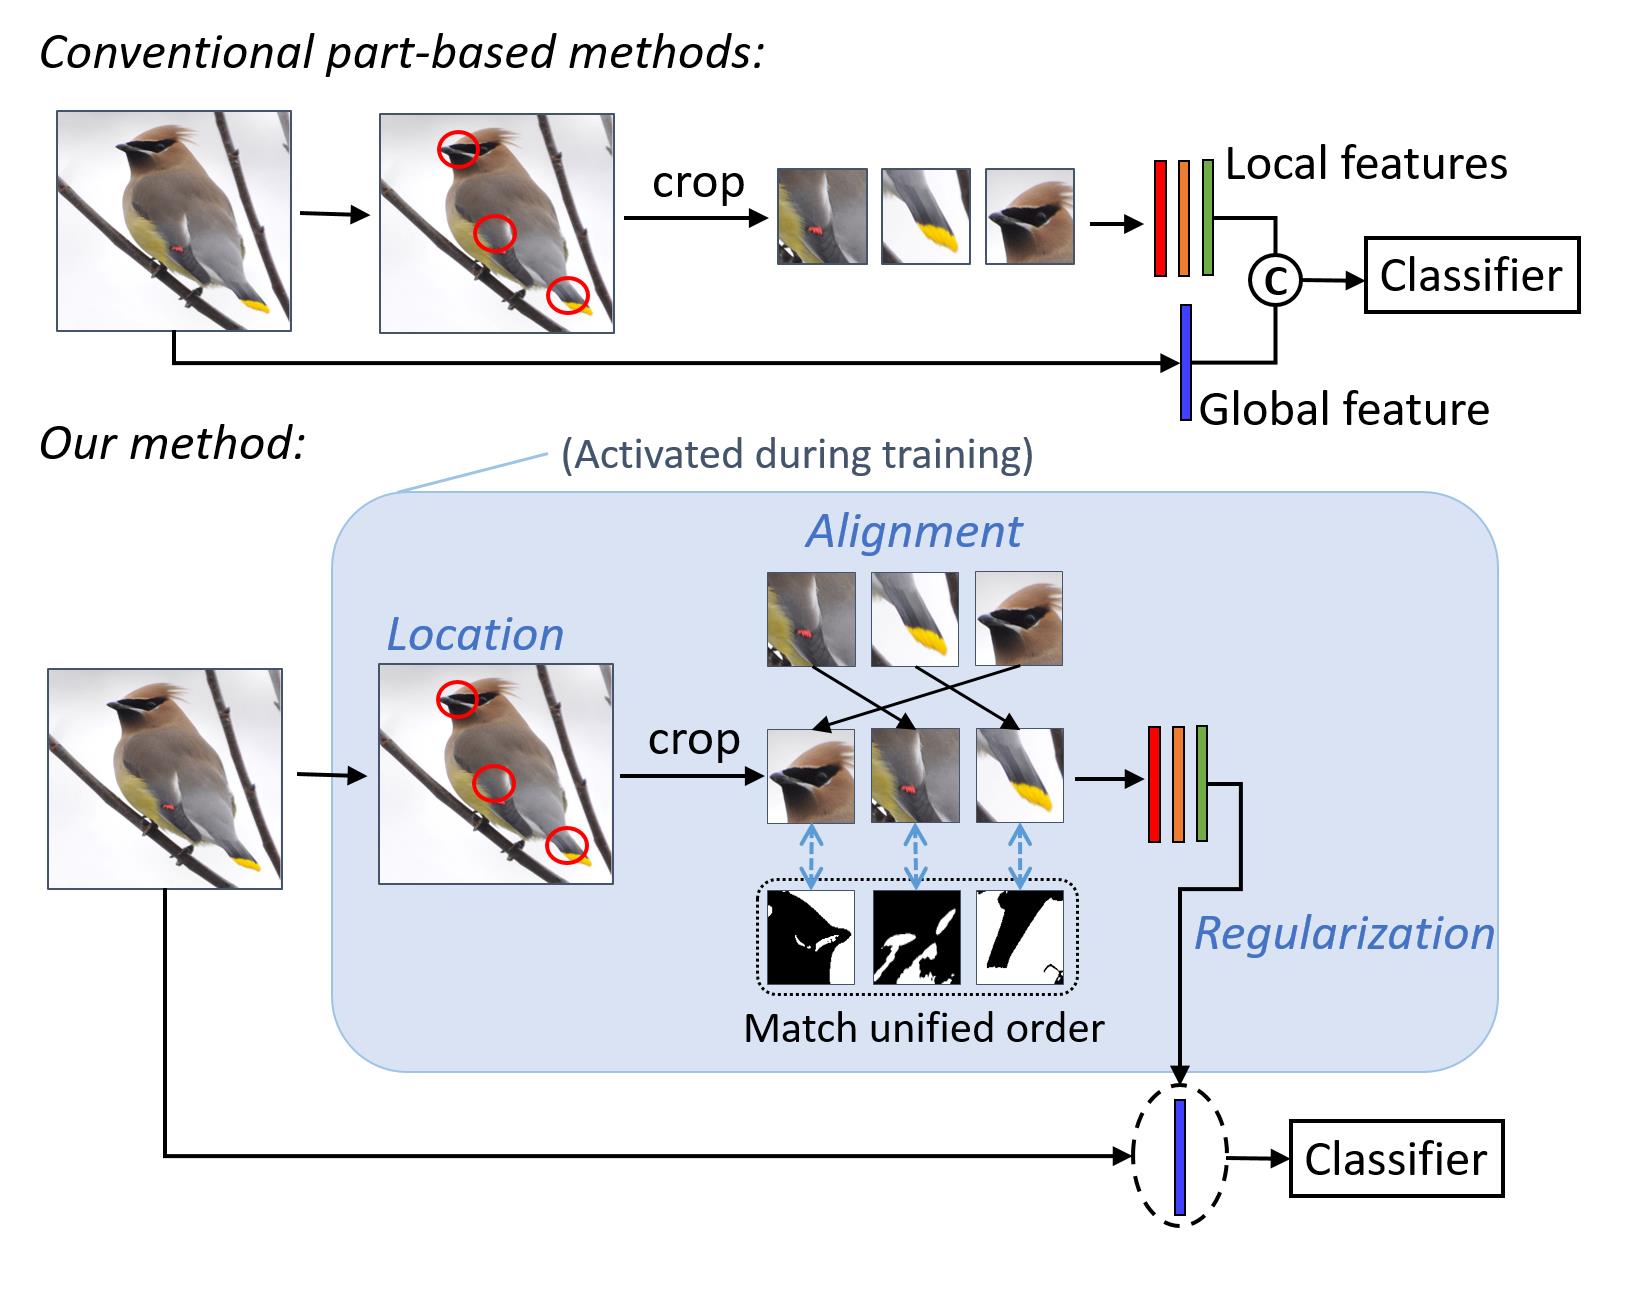 Conventional part-based methods:
crop
Local features
C
Classifier
Global feature
Our method:
(Activated during training)
Alignment
Location
crop
Regularization
Match unified order
Classifier